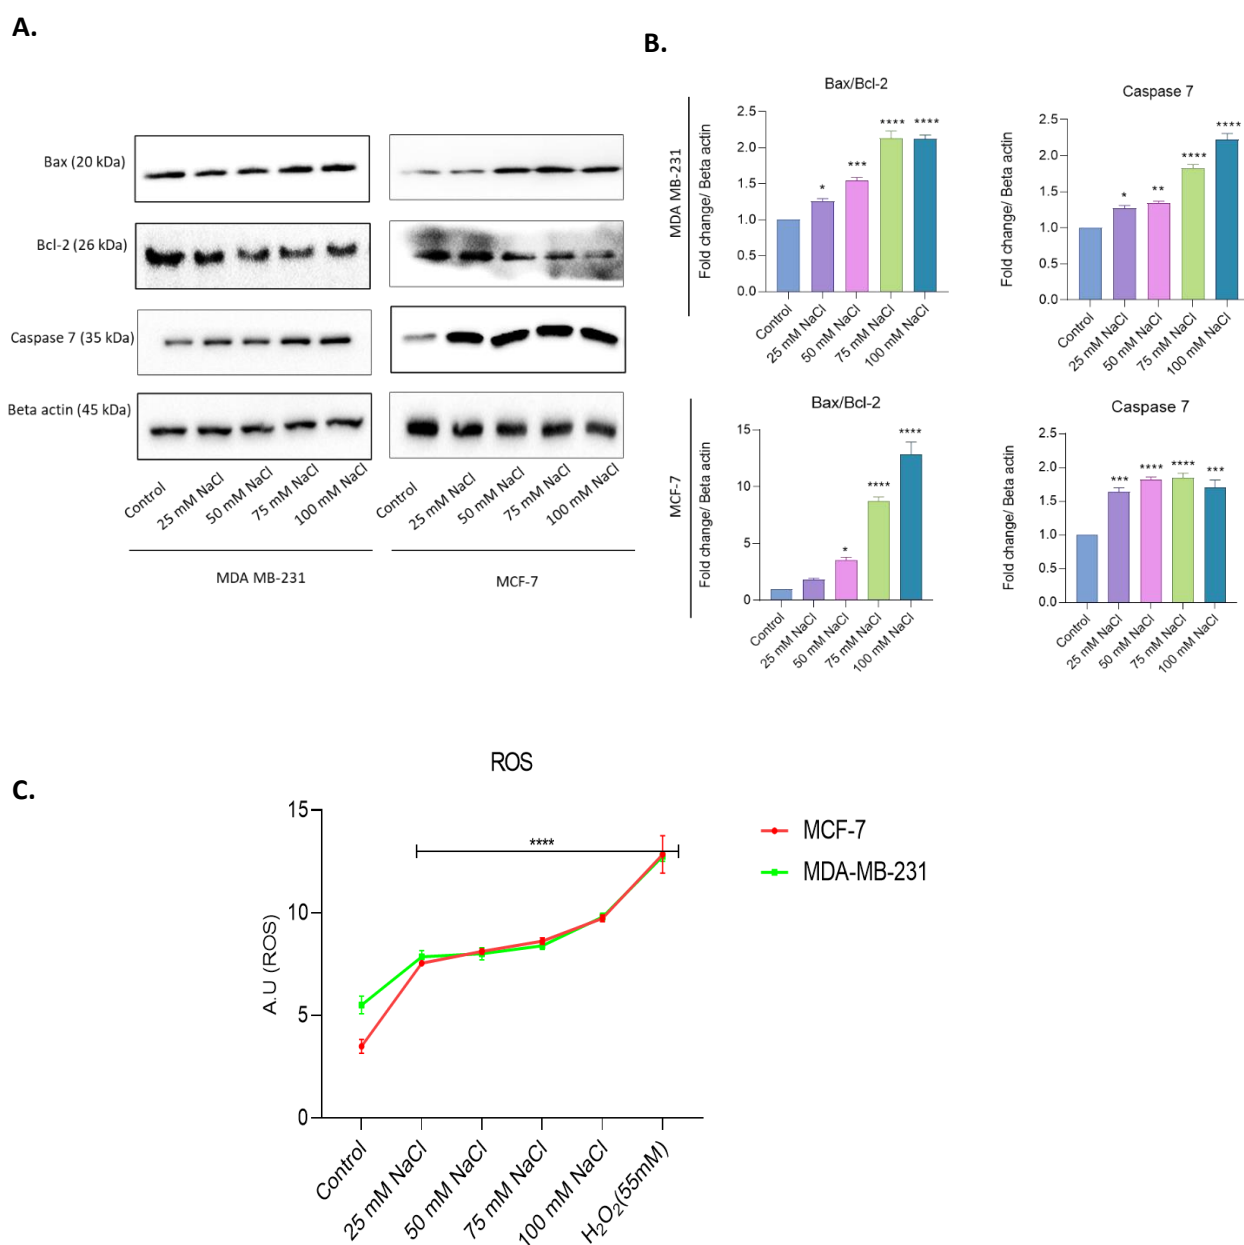 A.
Bax (20 kDa)
Bcl-2 (26 kDa)
Caspase 7 (35 kDa)
Beta actin (45 kDa)
Control
25 mM NaCl
50 mM NaCl
75 mM NaCl
100 mM NaCl
Control
25 mM NaCl
50 mM NaCl
75 mM NaCl
100 mM NaCl
MDA MB-231
MCF-7
B.
MDA MB-231
Bax/Bcl-2
Fold change/ Beta actin
2.5
2.0
1.5
1.0
0.5
0.0
*
***
****
****
Control
25 mM NaCl
50 mM NaCl
75 mM NaCl
100 mM NaCl
Caspase 7
Fold change/ Beta actin
2.5
2.0
1.5
1.0
0.5
0.0
*
**
****
****
Control
25 mM NaCl
50 mM NaCl
75 mM NaCl
100 mM NaCl
MCF-7
Bax/Bcl-2
Fold change/ Beta actin
15
10
5
0
*
****
****
Control
25 mM NaCl
50 mM NaCl
75 mM NaCl
100 mM NaCl
Caspase 7
Fold change/ Beta actin
2.5
2.0
1.5
1.0
0.5
0.0
***
****
****
***
Control
25 mM NaCl
50 mM NaCl
75 mM NaCl
100 mM NaCl
C.
ROS
A.U (ROS)
15
10
5
0
****
Control
25 mM NaCl
50 mM NaCl
75 mM NaCl
100 mM NaCl
H₂O₂(55mM)
MCF-7
MDA-MB-231